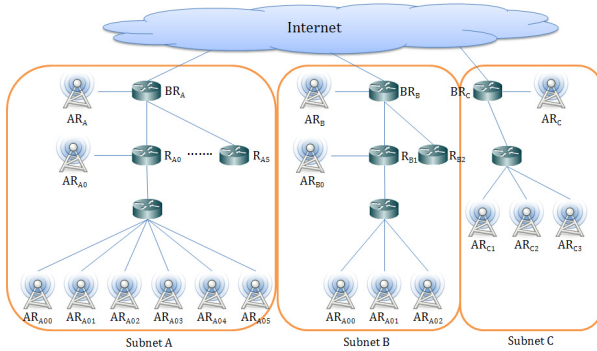 Internet
BR_A BR_B BR_C
AR_A AR_B AR_C
R_A0 ....... R_A5 R_B1 R_B2
AR_A0 AR_B0
AR_C1 AR_C2 AR_C3
AR_A00 AR_A01 AR_A02 AR_A03 AR_A04 AR_A05 AR_A00 AR_A01 AR_A02
Subnet A Subnet B Subnet C